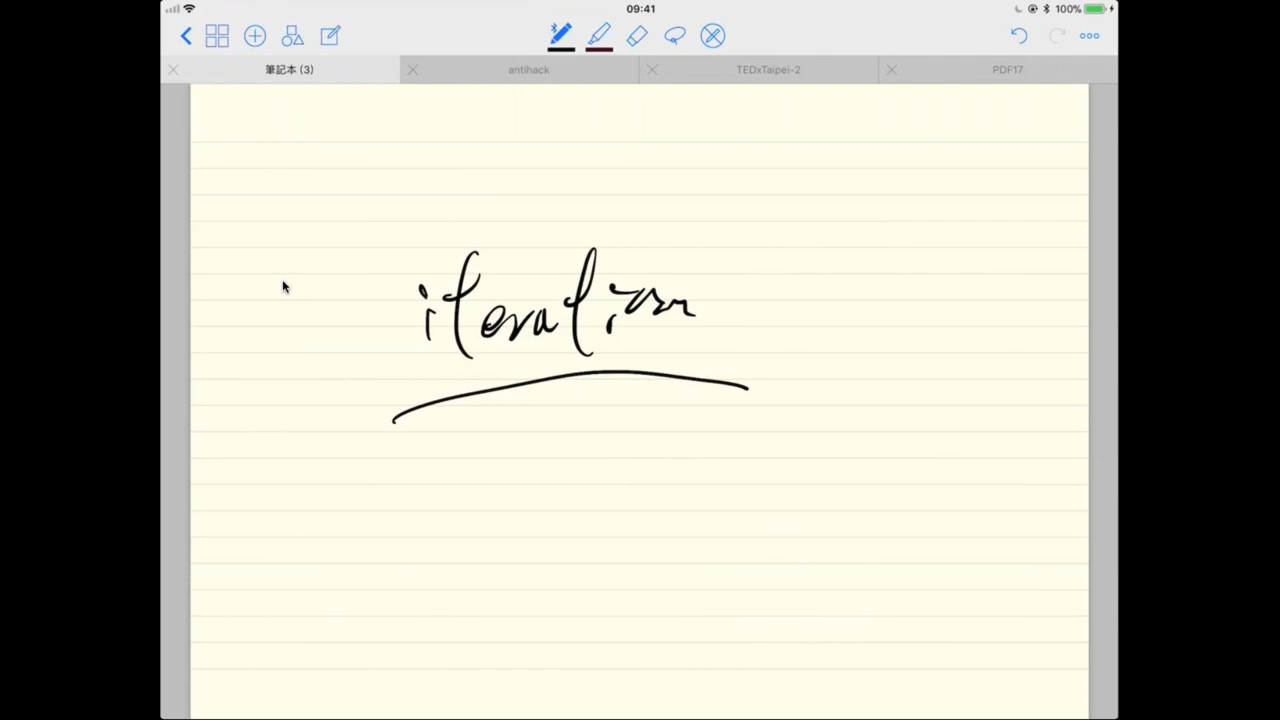 09:41
100%
筆記本 (3)
antihack
TEDxTaipei-2
PDF17
iteration